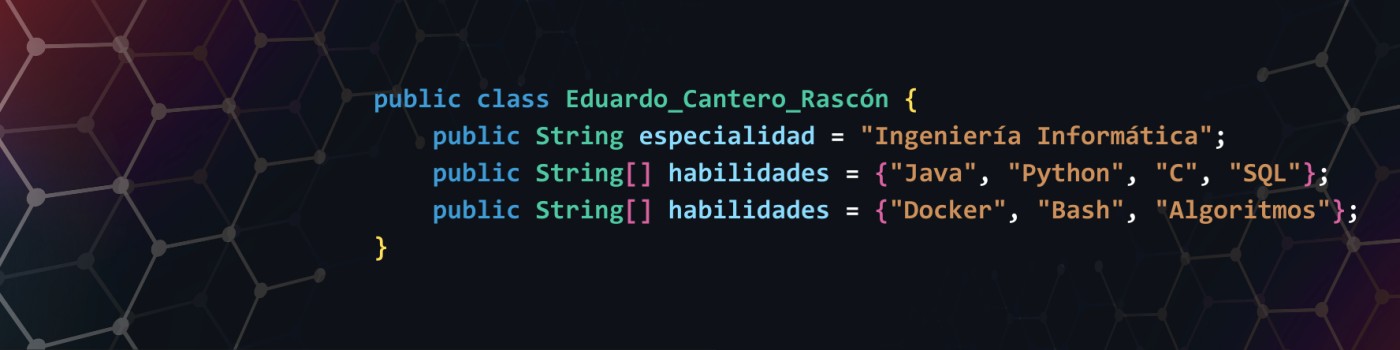 public class Eduardo_Cantero_Rascón {
    public String especialidad = "Ingeniería Informática";
    public String[] habilidades = {"Java", "Python", "C", "SQL"};
    public String[] habilidades = {"Docker", "Bash", "Algoritmos"};
}